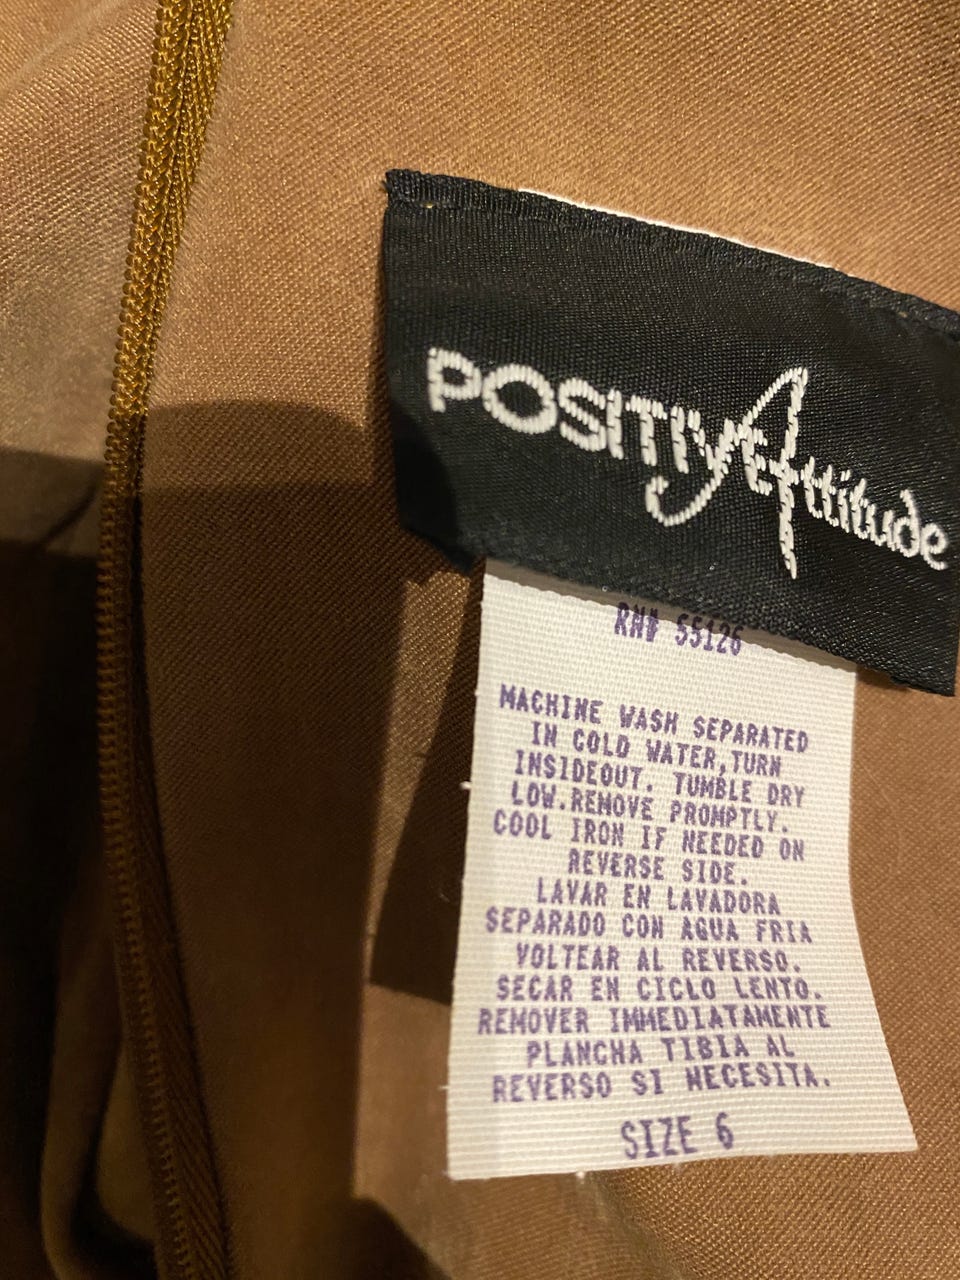 POSITIVE Attitude
RN# 55126
MACHINE WASH SEPARATED
IN COLD WATER,TURN
INSIDEOUT. TUMBLE DRY
LOW.REMOVE PROMPTLY.
COOL IRON IF NEEDED ON
REVERSE SIDE.
LAVAR EN LAVADORA
SEPARADO CON AGUA FRIA
VOLTEAR AL REVERSO.
SECAR EN CICLO LENTO.
REMOVER IMMEDIATAMENTE
PLANCHA TIBIA AL
REVERSO SI NECESITA.
SIZE 6